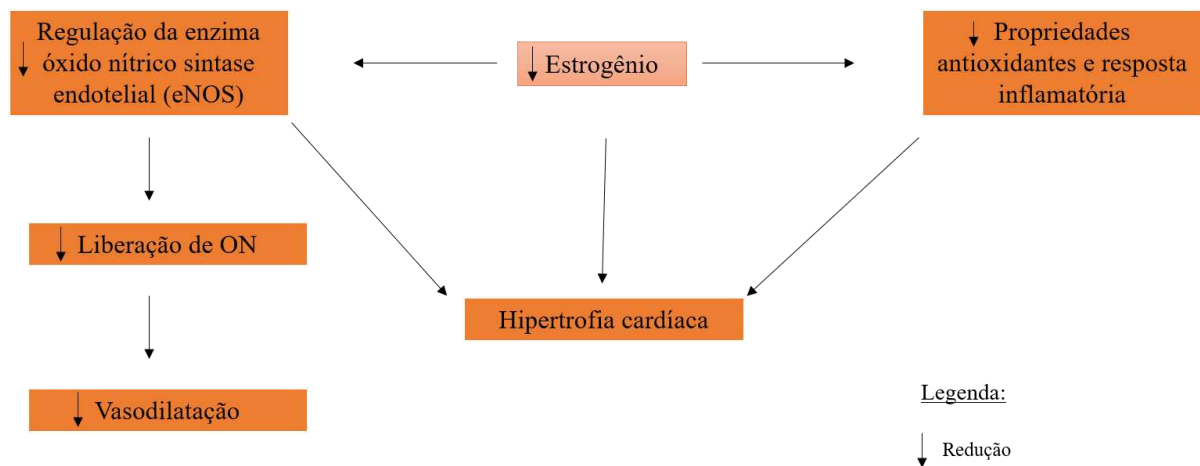 ↓ Regulação da enzima
óxido nítrico sintase
endotelial (eNOS)
↓ Estrogênio
↓ Propriedades
antioxidantes e resposta
inflamatória
↓ Liberação de ON
Hipertrofia cardíaca
↓ Vasodilatação
Legenda:
↓ Redução